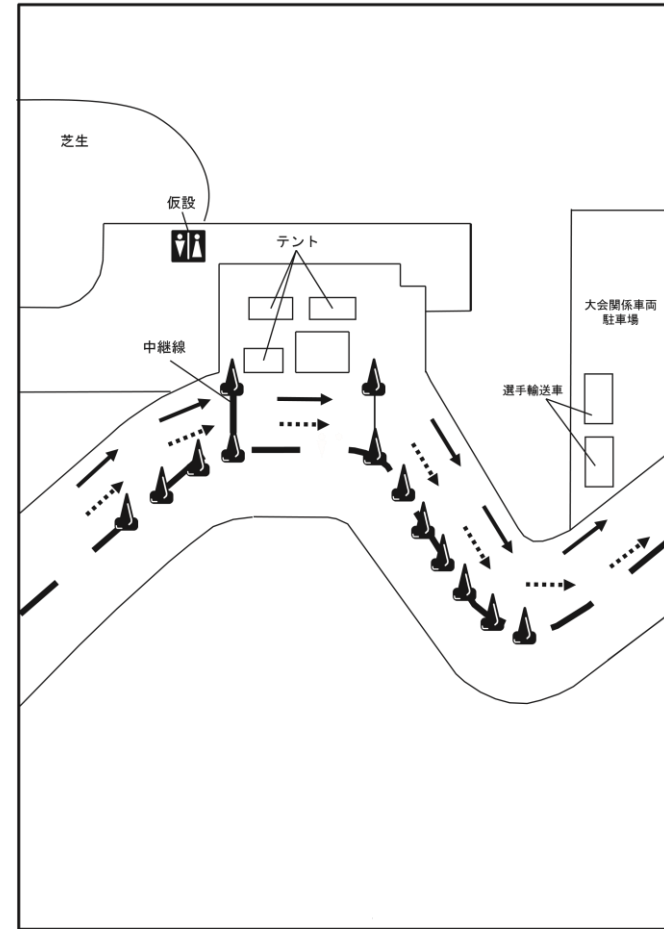 芝生
仮設
テント
大会関係車両
駐車場
中継線
選手輸送車